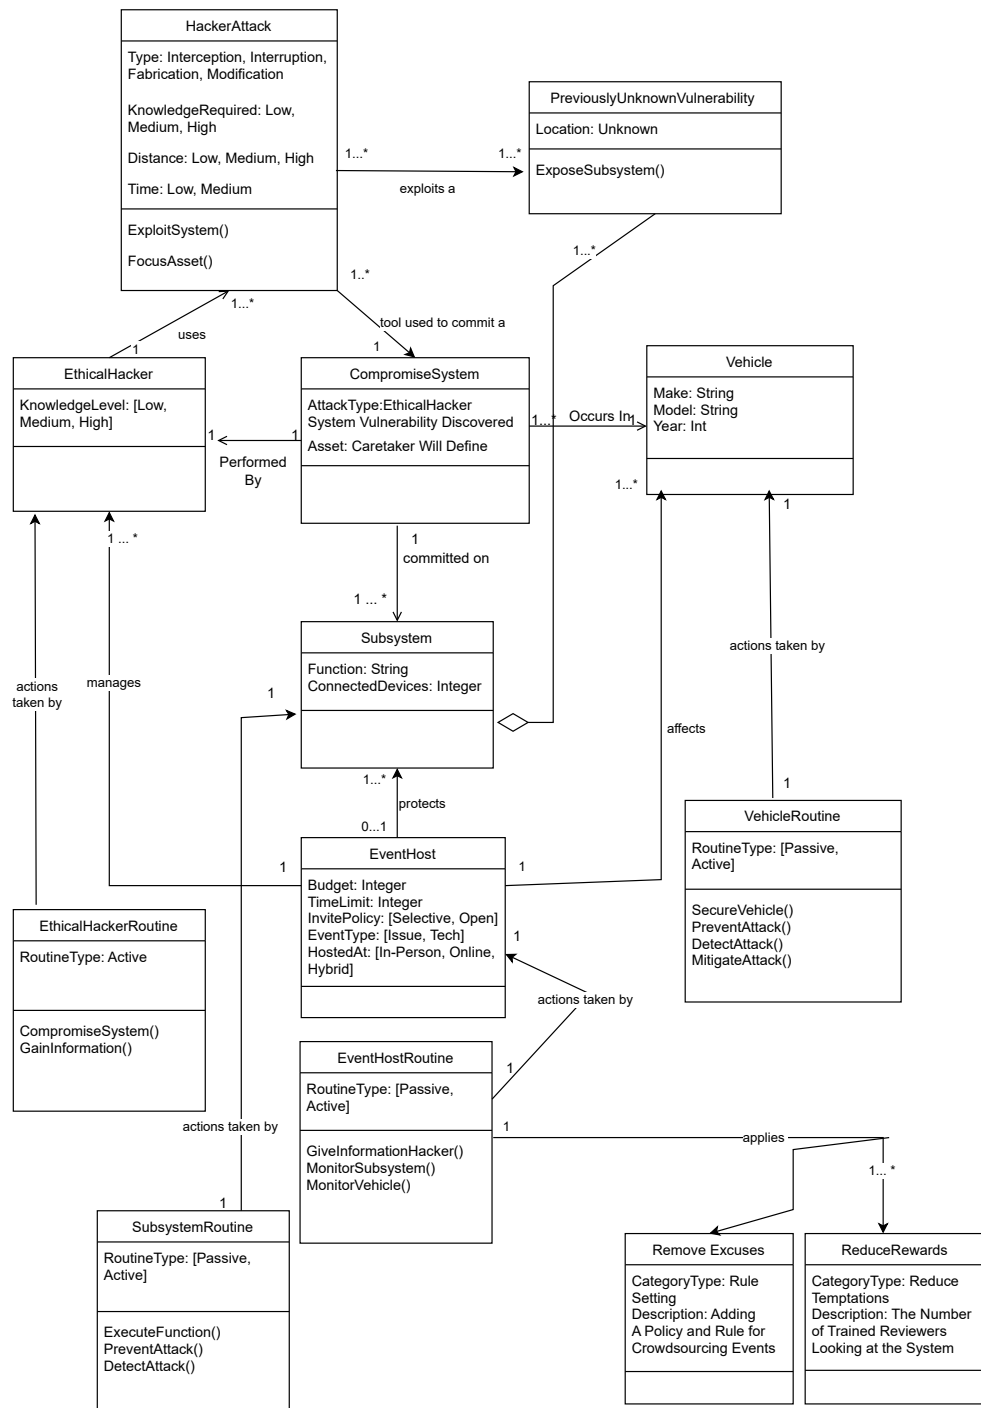 HackerAttack
Type: Interception, Interruption,
Fabrication, Modification
KnowledgeRequired: Low,
Medium, High
Distance: Low, Medium, High
Time: Low, Medium
ExploitSystem()
FocusAsset()
PreviouslyUnknownVulnerability
Location: Unknown
ExposeSubsystem()
1...*
1...*
exploits a
1...*
1..*
1...*
uses
1
tool used to commit a
1
EthicalHacker
KnowledgeLevel: [Low,
Medium, High]
CompromiseSystem
AttackType:EthicalHacker
System Vulnerability Discovered
Asset: Caretaker Will Define
Vehicle
Make: String
Model: String
Year: Int
1...*
Occurs In
1
1
1
Performed
By
1...*
1
1
committed on
1 ... *
1 ... *
Subsystem
Function: String
ConnectedDevices: Integer
actions
taken by
manages
1
actions taken by
affects
1...*
protects
0...1
1
VehicleRoutine
RoutineType: [Passive,
Active]
SecureVehicle()
PreventAttack()
DetectAttack()
MitigateAttack()
EventHost
Budget: Integer
TimeLimit: Integer
InvitePolicy: [Selective, Open]
EventType: [Issue, Tech]
HostedAt: [In-Person, Online,
Hybrid]
1
1
1
EthicalHackerRoutine
RoutineType: Active
CompromiseSystem()
GainInformation()
actions taken by
EventHostRoutine
RoutineType: [Passive,
Active]
GiveInformationHacker()
MonitorSubsystem()
MonitorVehicle()
1
1
actions taken by
applies
1... *
1
SubsystemRoutine
RoutineType: [Passive,
Active]
ExecuteFunction()
PreventAttack()
DetectAttack()
Remove Excuses
CategoryType: Rule
Setting
Description: Adding
A Policy and Rule for
Crowdsourcing Events
ReduceRewards
CategoryType: Reduce
Temptations
Description: The Number
of Trained Reviewers
Looking at the System